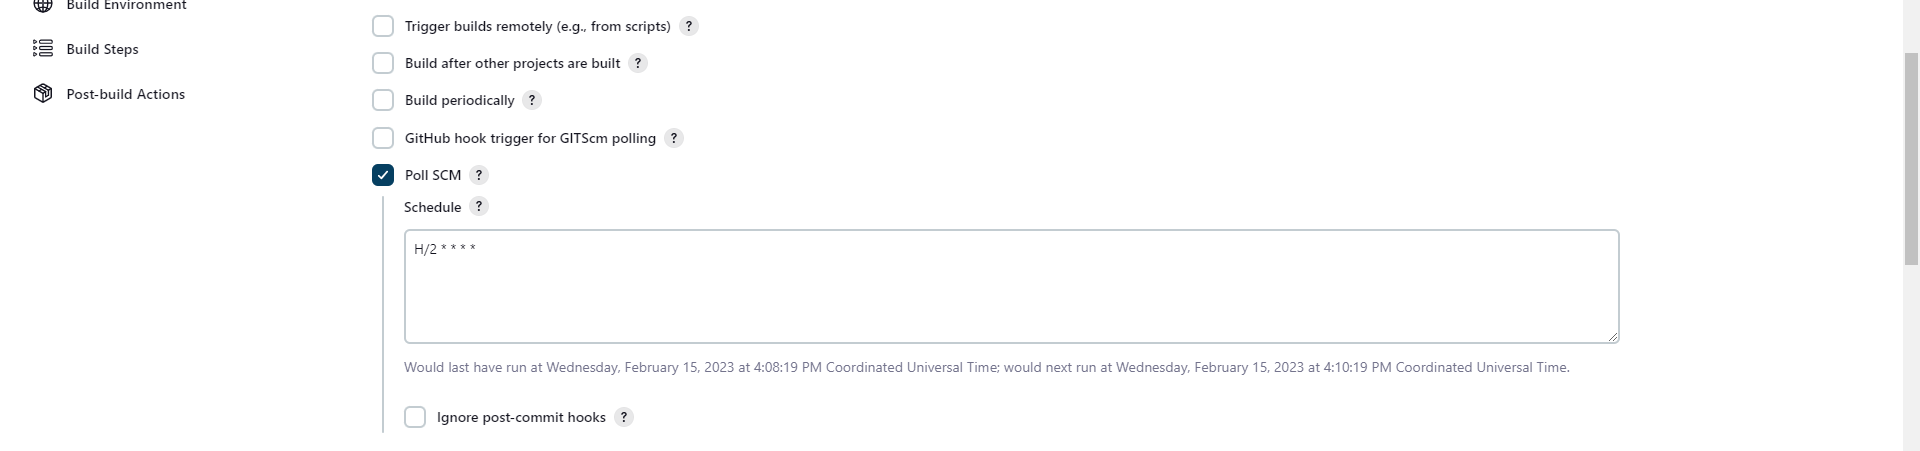 Build Environment
Build Steps
Post-build Actions
Trigger builds remotely (e.g., from scripts) ?
Build after other projects are built ?
Build periodically ?
GitHub hook trigger for GITScm polling ?
Poll SCM ?
Schedule ?
H/2 * * * *
Would last have run at Wednesday, February 15, 2023 at 4:08:19 PM Coordinated Universal Time; would next run at Wednesday, February 15, 2023 at 4:10:19 PM Coordinated Universal Time.
Ignore post-commit hooks ?